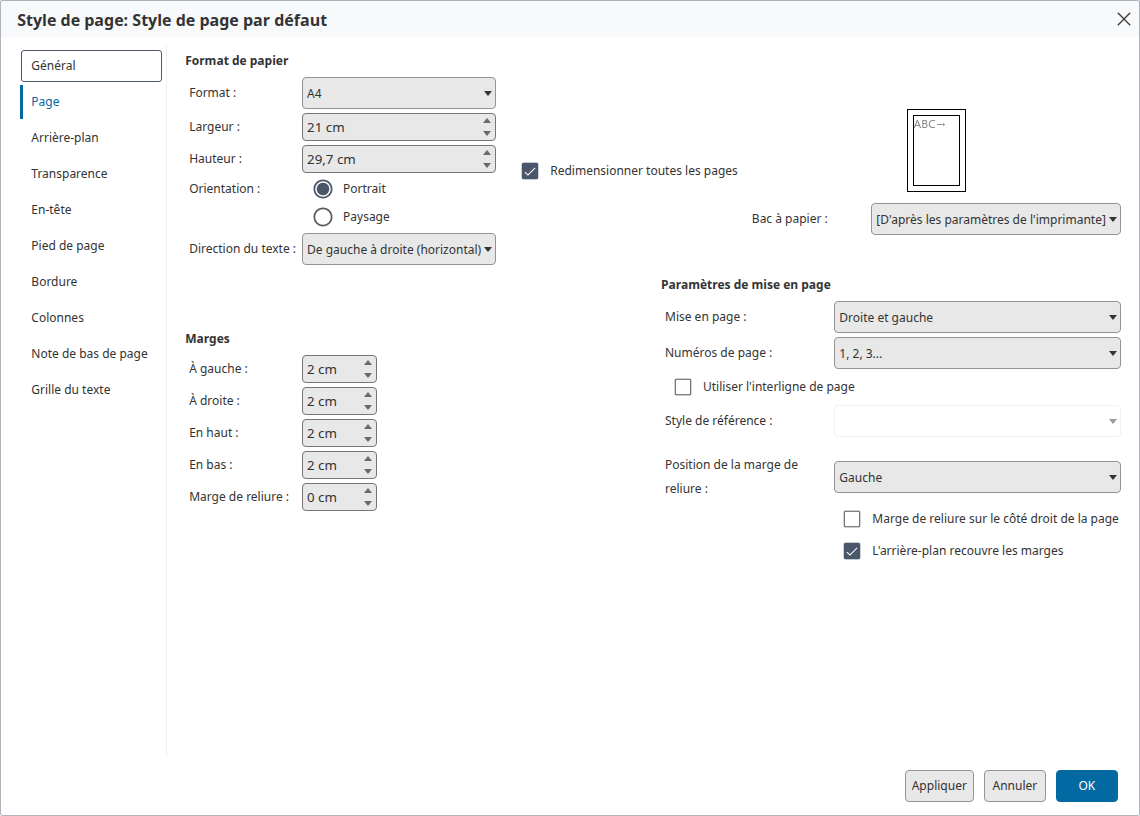 Style de page: Style de page par défaut
Général
Page
Arrière-plan
Transparence
En-tête
Pied de page
Bordure
Colonnes
Note de bas de page
Grille du texte
Format de papier
Format :
A4
Largeur :
21 cm
Hauteur :
29,7 cm
Orientation :
Portrait
Paysage
Direction du texte :
De gauche à droite (horizontal)
Redimensionner toutes les pages
ABC→
Bac à papier :
[D'après les paramètres de l'imprimante]
Marges
À gauche :
2 cm
À droite :
2 cm
En haut :
2 cm
En bas :
2 cm
Marge de reliure :
0 cm
Paramètres de mise en page
Mise en page :
Droite et gauche
Numéros de page :
1, 2, 3...
Utiliser l'interligne de page
Style de référence :
Position de la marge de
reliure :
Gauche
Marge de reliure sur le côté droit de la page
L'arrière-plan recouvre les marges
Appliquer
Annuler
OK